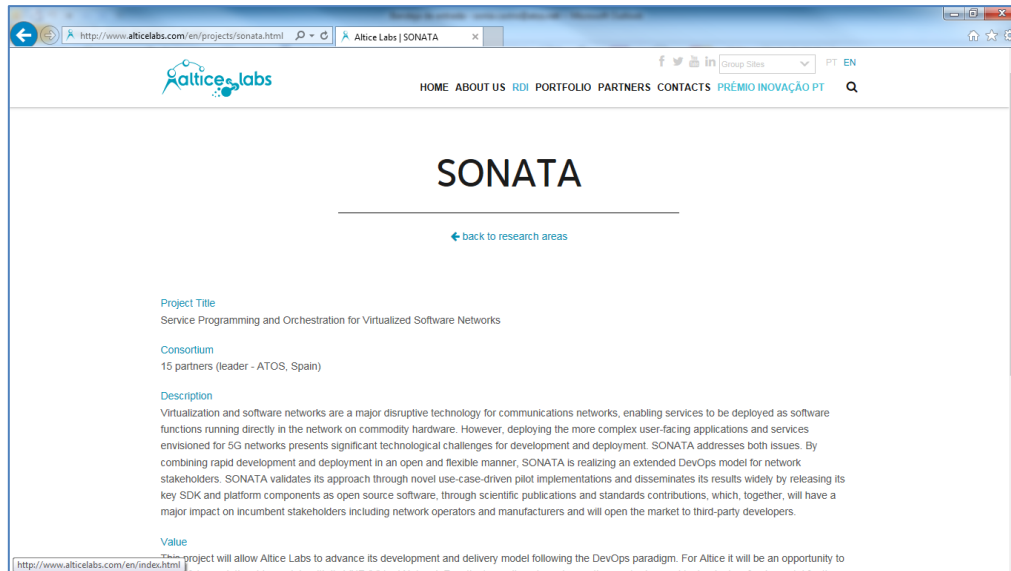 http://www.alticelabs.com/en/projects/sonata.html
Altice Labs | SONATA
altice labs
Group Sites
PT EN
HOME ABOUT US RDI PORTFOLIO PARTNERS CONTACTS PRÉMIO INOVAÇÃO PT
SONATA
back to research areas
Project Title
Service Programming and Orchestration for Virtualized Software Networks
Consortium
15 partners (leader - ATOS, Spain)
Description
Virtualization and software networks are a major disruptive technology for communications networks, enabling services to be deployed as software
functions running directly in the network on commodity hardware. However, deploying the more complex user-facing applications and services
envisioned for 5G networks presents significant technological challenges for development and deployment. SONATA addresses both issues. By
combining rapid development and deployment in an open and flexible manner, SONATA is realizing an extended DevOps model for network
stakeholders. SONATA validates its approach through novel use-case-driven pilot implementations and disseminates its results widely by releasing its
key SDK and platform components as open source software, through scientific publications and standards contributions, which, together, will have a
major impact on incumbent stakeholders including network operators and manufacturers and will open the market to third-party developers.
Value
This project will allow Altice Labs to advance its development and delivery model following the DevOps paradigm. For Altice it will be an opportunity to
http://www.alticelabs.com/en/index.html